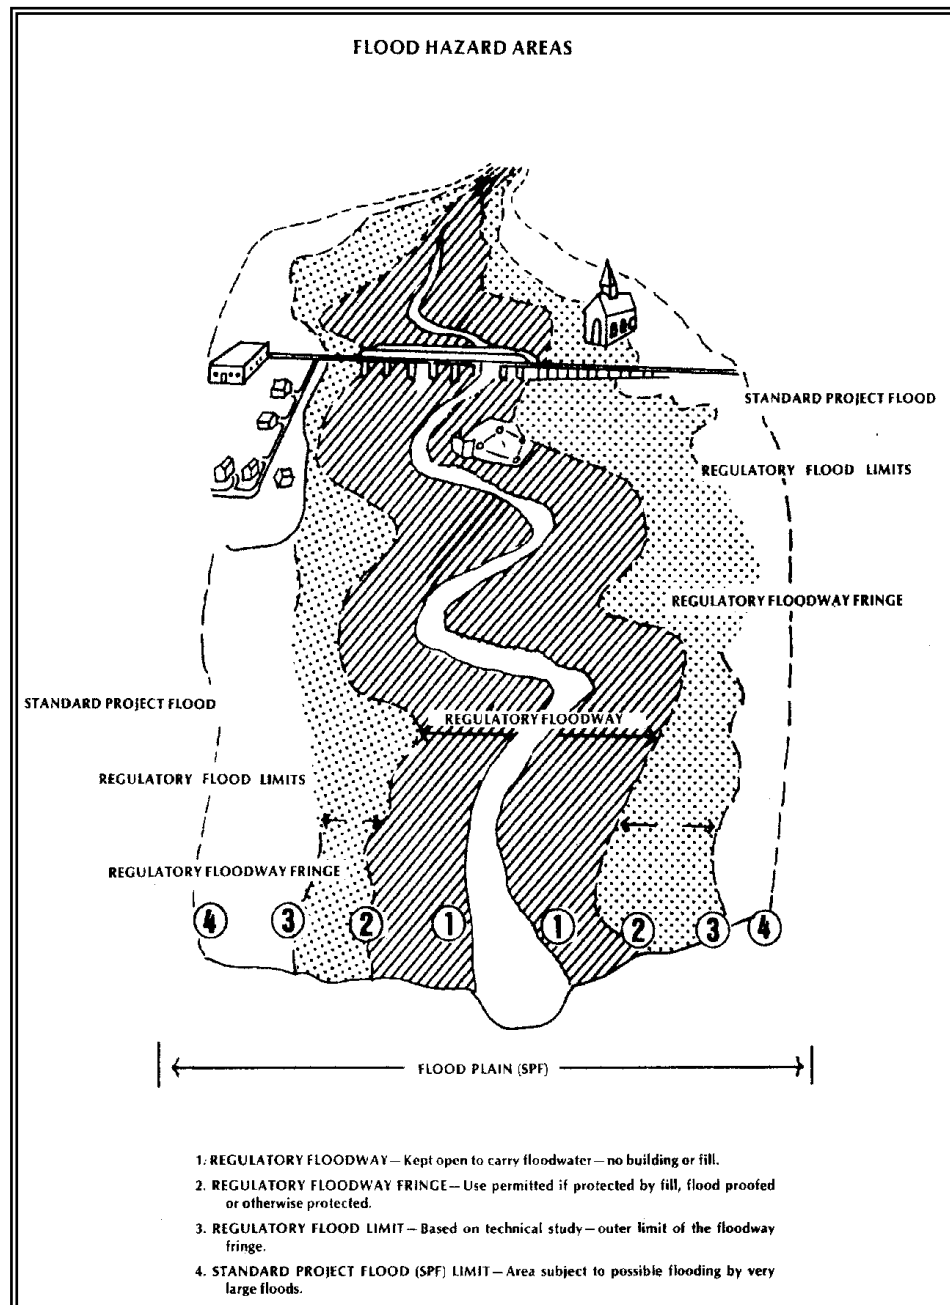 FLOOD HAZARD AREAS
STANDARD PROJECT FLOOD
REGULATORY FLOOD LIMITS
REGULATORY FLOODWAY FRINGE
STANDARD PROJECT FLOOD
REGULATORY FLOODWAY
REGULATORY FLOOD LIMITS
REGULATORY FLOODWAY FRINGE
4 3 2 1 1 2 3 4
FLOOD PLAIN (SPF)
1. REGULATORY FLOODWAY—Kept open to carry floodwater—no building or fill.
2. REGULATORY FLOODWAY FRINGE—Use permitted if protected by fill, flood proofed
or otherwise protected.
3. REGULATORY FLOOD LIMIT—Based on technical study—outer limit of the floodway
fringe.
4. STANDARD PROJECT FLOOD (SPF) LIMIT—Area subject to possible flooding by very
large floods.